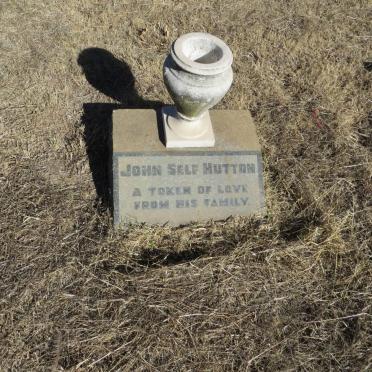 JOHN SELF HUTTON
A TOKEN OF LOVE
FROM HIS FAMILY.